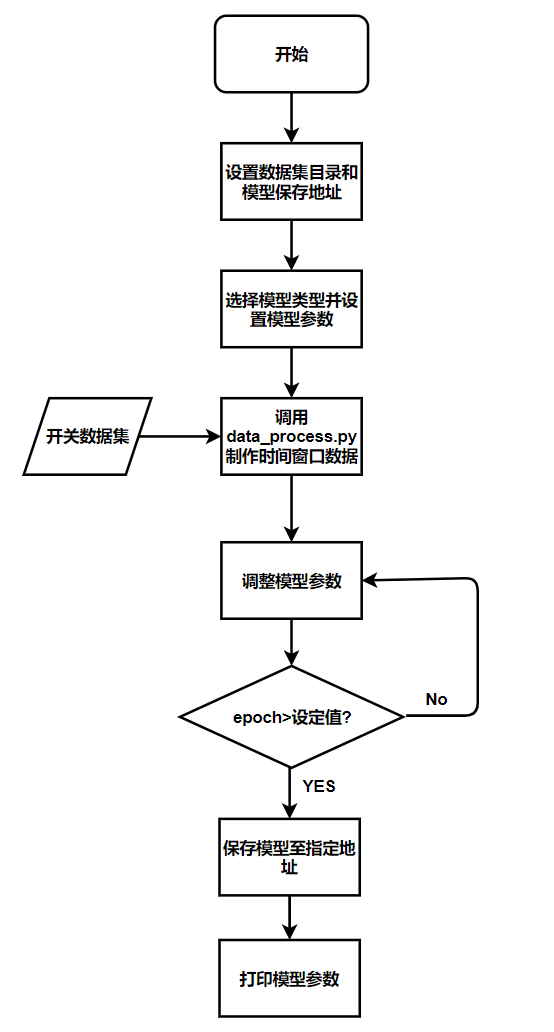 开始
设置数据集目录和
模型保存地址
选择模型类型并设
置模型参数
开关数据集
调用
data_process.py
制作时间窗口数据
调整模型参数
epoch>设定值?
No
YES
保存模型至指定地
址
打印模型参数